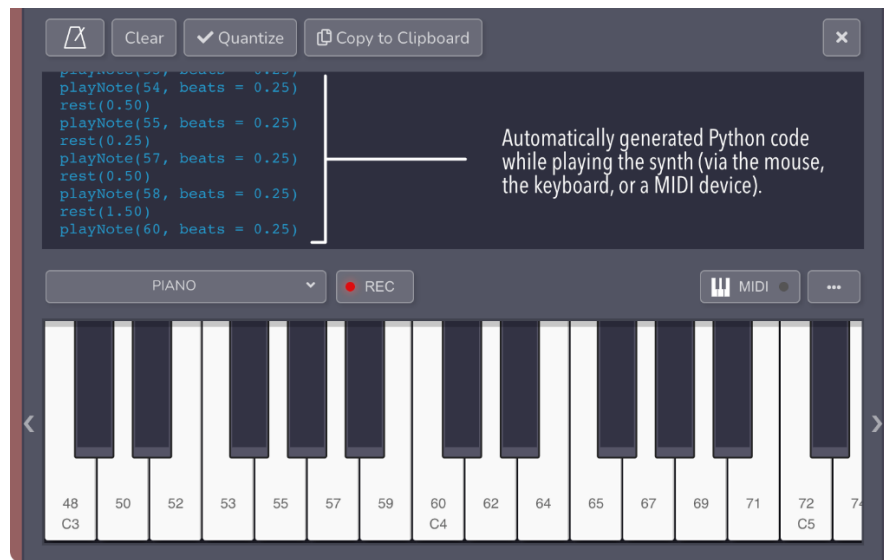 Clear
Quantize
Copy to Clipboard
playNote(54, beats = 0.25)
rest(0.50)
playNote(55, beats = 0.25)
rest(0.25)
playNote(57, beats = 0.25)
rest(0.50)
playNote(58, beats = 0.25)
rest(1.50)
playNote(60, beats = 0.25)
Automatically generated Python code
while playing the synth (via the mouse,
the keyboard, or a MIDI device).
PIANO
REC
MIDI
48 50 52 53 55 57 59 60 62 64 65 67 69 71 72
C3 C4 C5